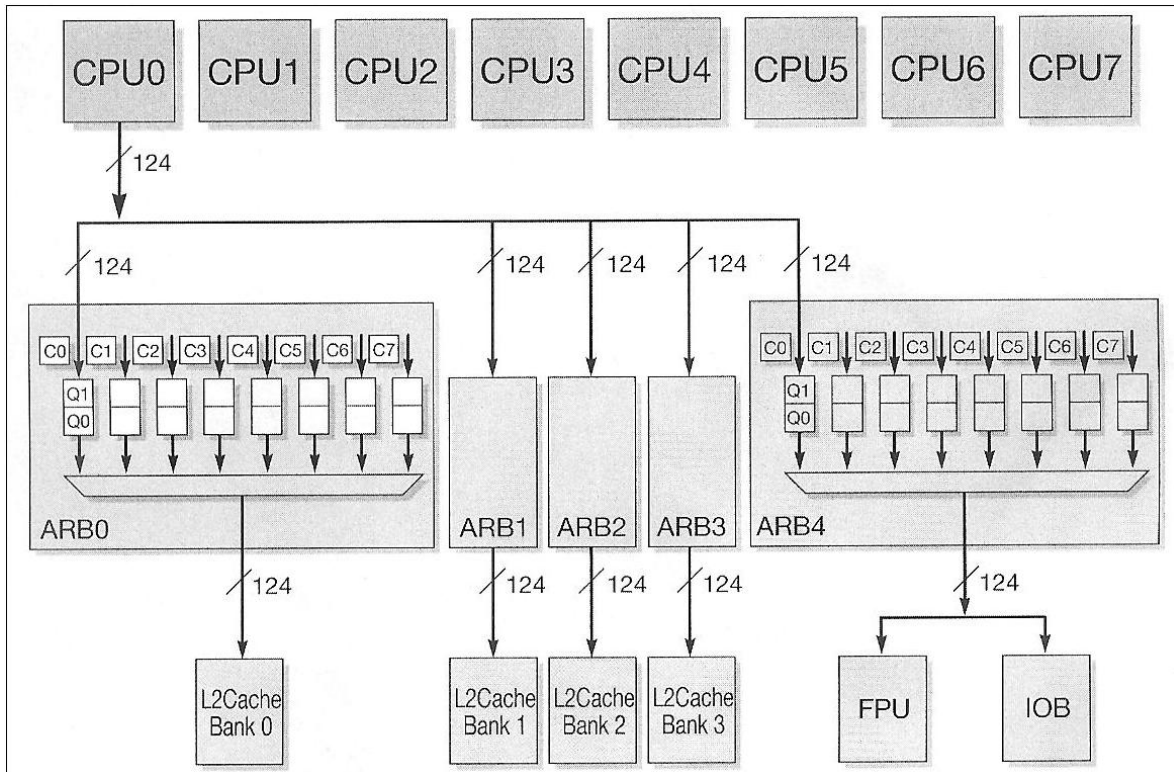 CPU0 CPU1 CPU2 CPU3 CPU4 CPU5 CPU6 CPU7
124
124 124 124 124 124
C0 C1 C2 C3 C4 C5 C6 C7
C0 C1 C2 C3 C4 C5 C6 C7
Q1
Q0
Q1
Q0
ARB0 ARB1 ARB2 ARB3 ARB4
124 124 124 124 124
L2Cache
Bank 0
L2Cache
Bank 1
L2Cache
Bank 2
L2Cache
Bank 3
FPU
IOB